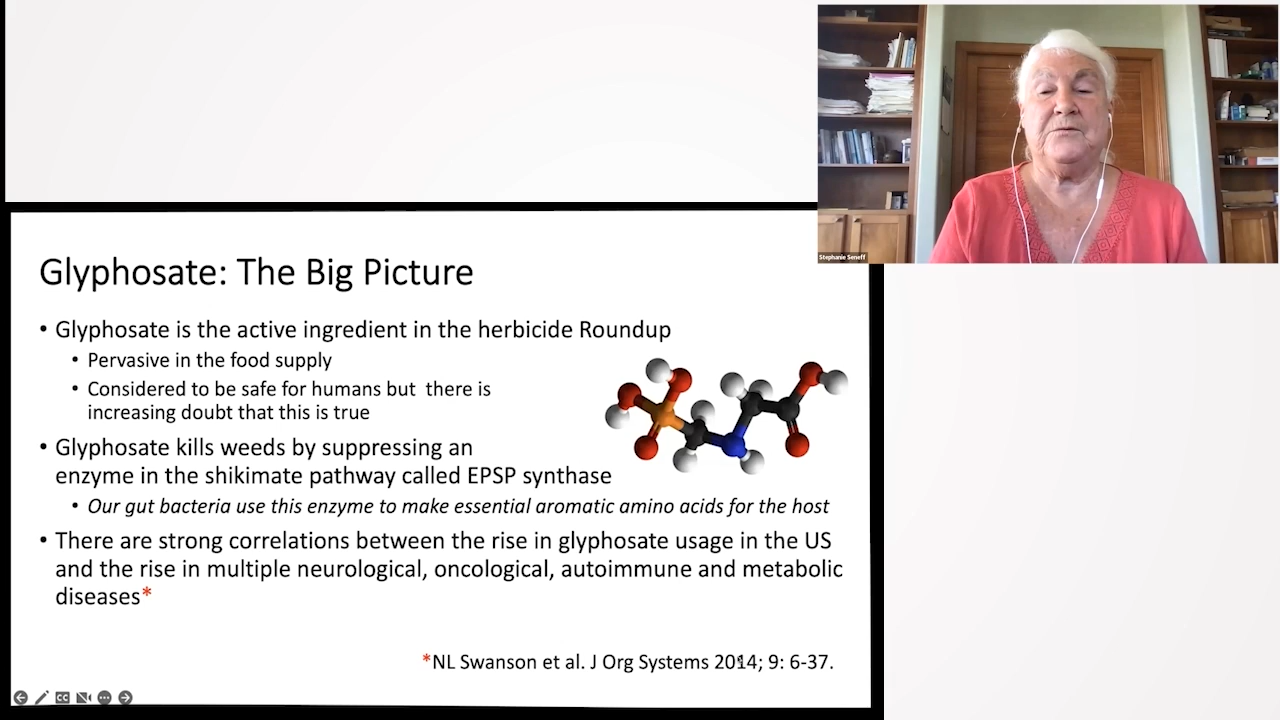 Stephanie Seneff
Glyphosate: The Big Picture
• Glyphosate is the active ingredient in the herbicide Roundup
• Pervasive in the food supply
• Considered to be safe for humans but there is
increasing doubt that this is true
• Glyphosate kills weeds by suppressing an
enzyme in the shikimate pathway called EPSP synthase
• Our gut bacteria use this enzyme to make essential aromatic amino acids for the host
• There are strong correlations between the rise in glyphosate usage in the US
and the rise in multiple neurological, oncological, autoimmune and metabolic
diseases*
*NL Swanson et al. J Org Systems 2014; 9: 6-37.
CC